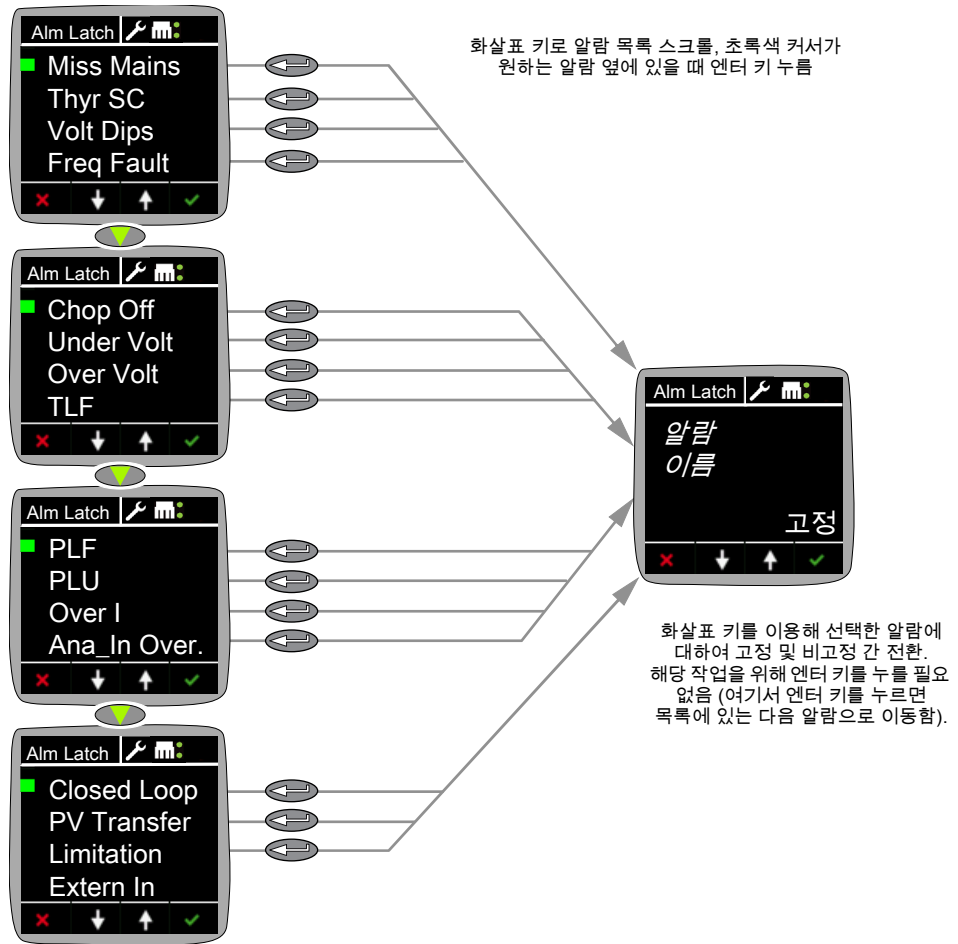 Alm Latch
Miss Mains
Thyr SC
Volt Dips
Freq Fault
화살표 키로 알람 목록 스크롤, 초록색 커서가
원하는 알람 옆에 있을 때 엔터 키 누름
Alm Latch
Chop Off
Under Volt
Over Volt
TLF
Alm Latch
알람
이름
고정
Alm Latch
PLF
PLU
Over I
Ana_In Over.
화살표 키를 이용해 선택한 알람에
대하여 고정 및 비고정 간 전환.
해당 작업을 위해 엔터 키를 누를 필요
없음 (여기서 엔터 키를 누르면
목록에 있는 다음 알람으로 이동함).
Alm Latch
Closed Loop
PV Transfer
Limitation
Extern In